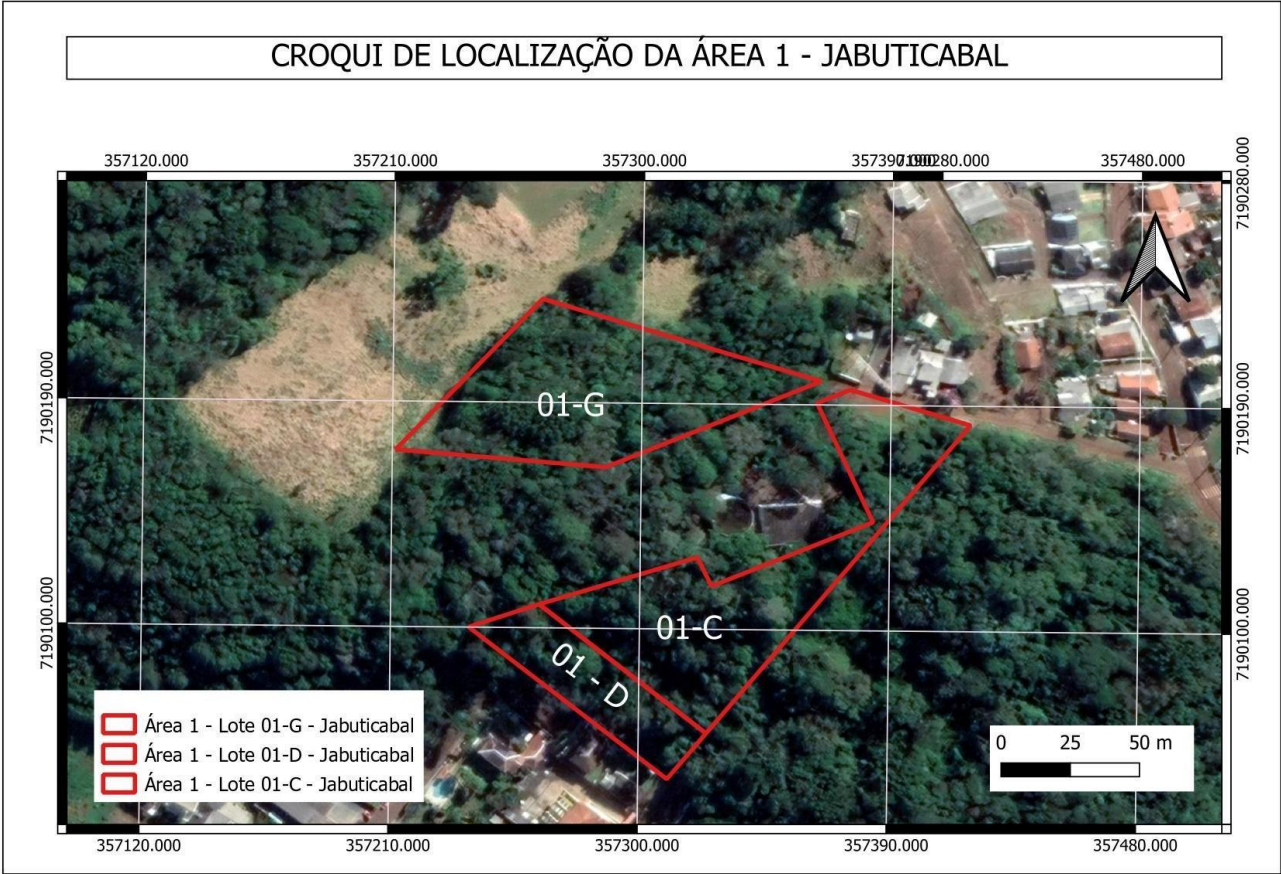 CROQUI DE LOCALIZAÇÃO DA ÁREA 1 - JABUTICABAL
357120.000 357210.000 357300.000 357390.000 7190280.000 357480.000
7190280.000
7190190.000
7190190.000
7190100.000
7190100.000
01-G
01-C
01 - D
Área 1 - Lote 01-G - Jabuticabal
Área 1 - Lote 01-D - Jabuticabal
Área 1 - Lote 01-C - Jabuticabal
0 25 50 m
357120.000 357210.000 357300.000 357390.000 357480.000